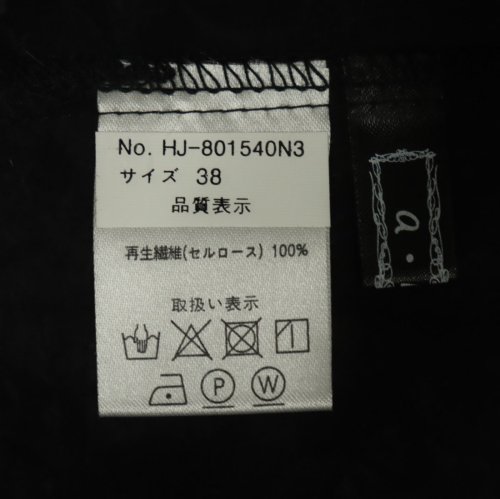 No. HJ-801540N3
サイズ 38
品質表示
再生繊維(セルロース) 100%
取扱い表示
P W
a.